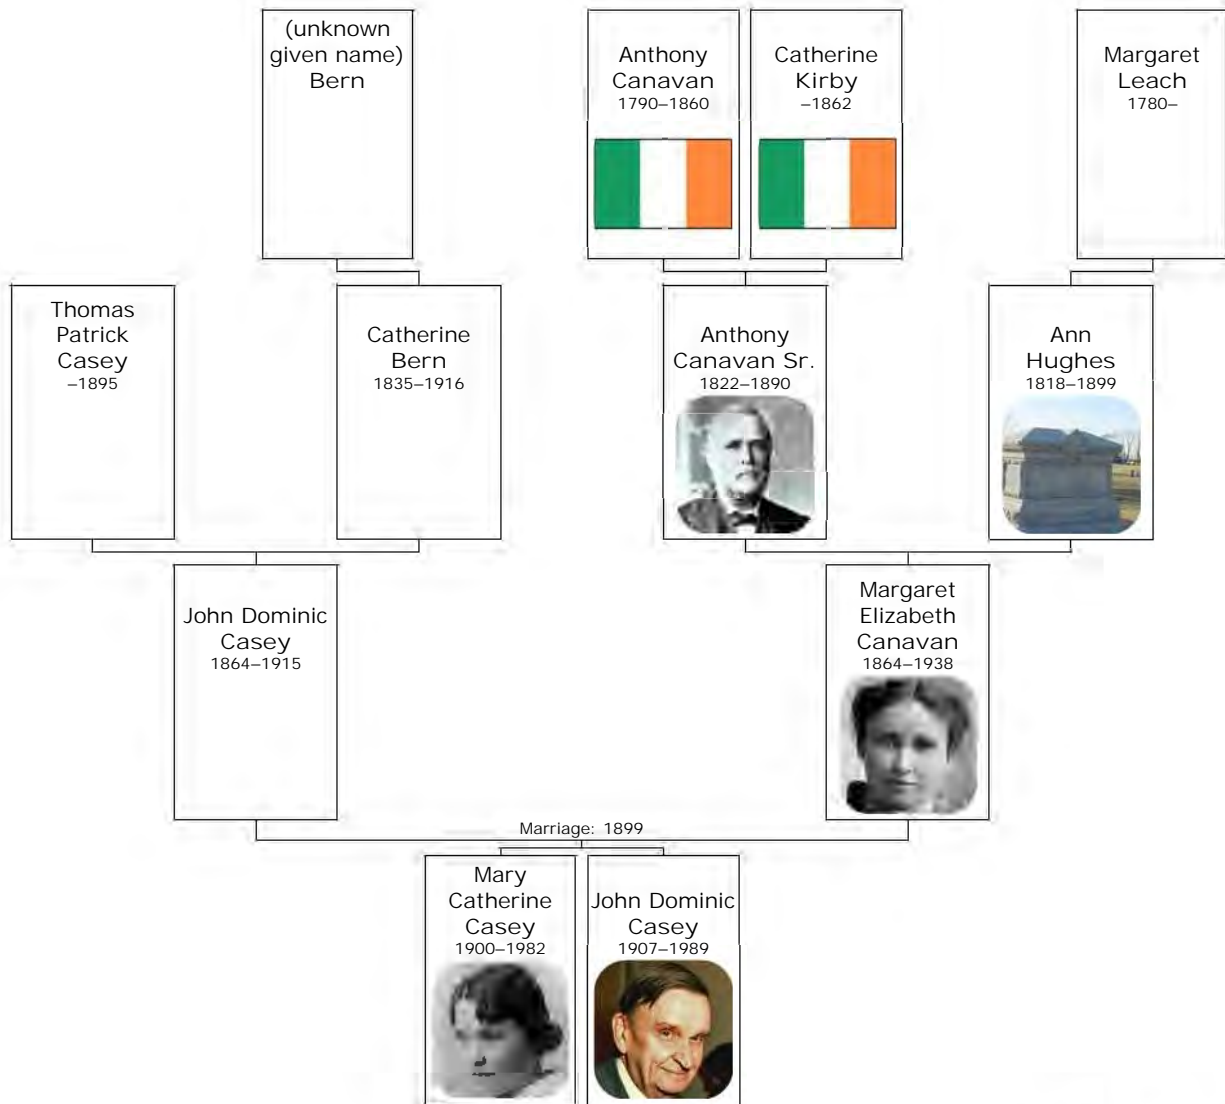 (unknown
given name)
Bern
Anthony
Canavan
1790–1860
Catherine
Kirby
–1862
Margaret
Leach
1780–
Thomas
Patrick
Casey
–1895
Catherine
Bern
1835–1916
Anthony
Canavan Sr.
1822–1890
Ann
Hughes
1818–1899
John Dominic
Casey
1864–1915
Margaret
Elizabeth
Canavan
1864–1938
Marriage: 1899
Mary
Catherine
Casey
1900–1982
John Dominic
Casey
1907–1989